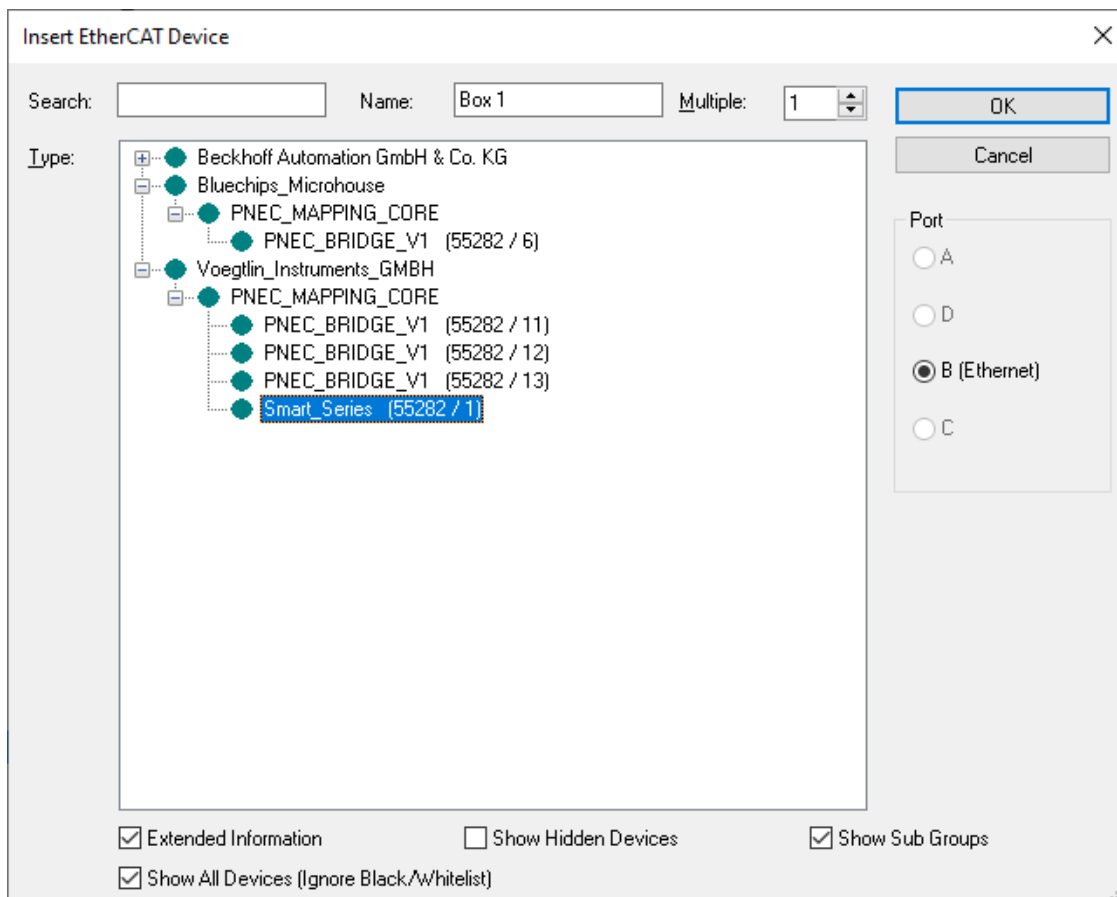 Insert EtherCAT Device
Search:
Name: Box 1
Multiple: 1
OK
Type:
Cancel
Beckhoff Automation GmbH & Co. KG
Bluechips_Microhouse
PNEC_MAPPING_CORE
PNEC_BRIDGE_V1 (55282 / 6)
Voegtlin_Instruments_GMBH
PNEC_MAPPING_CORE
PNEC_BRIDGE_V1 (55282 / 11)
PNEC_BRIDGE_V1 (55282 / 12)
PNEC_BRIDGE_V1 (55282 / 13)
Smart_Series (55282 / 1)
Port
A
D
B (Ethernet)
C
Extended Information
Show Hidden Devices
Show Sub Groups
Show All Devices (Ignore Black/Whitelist)